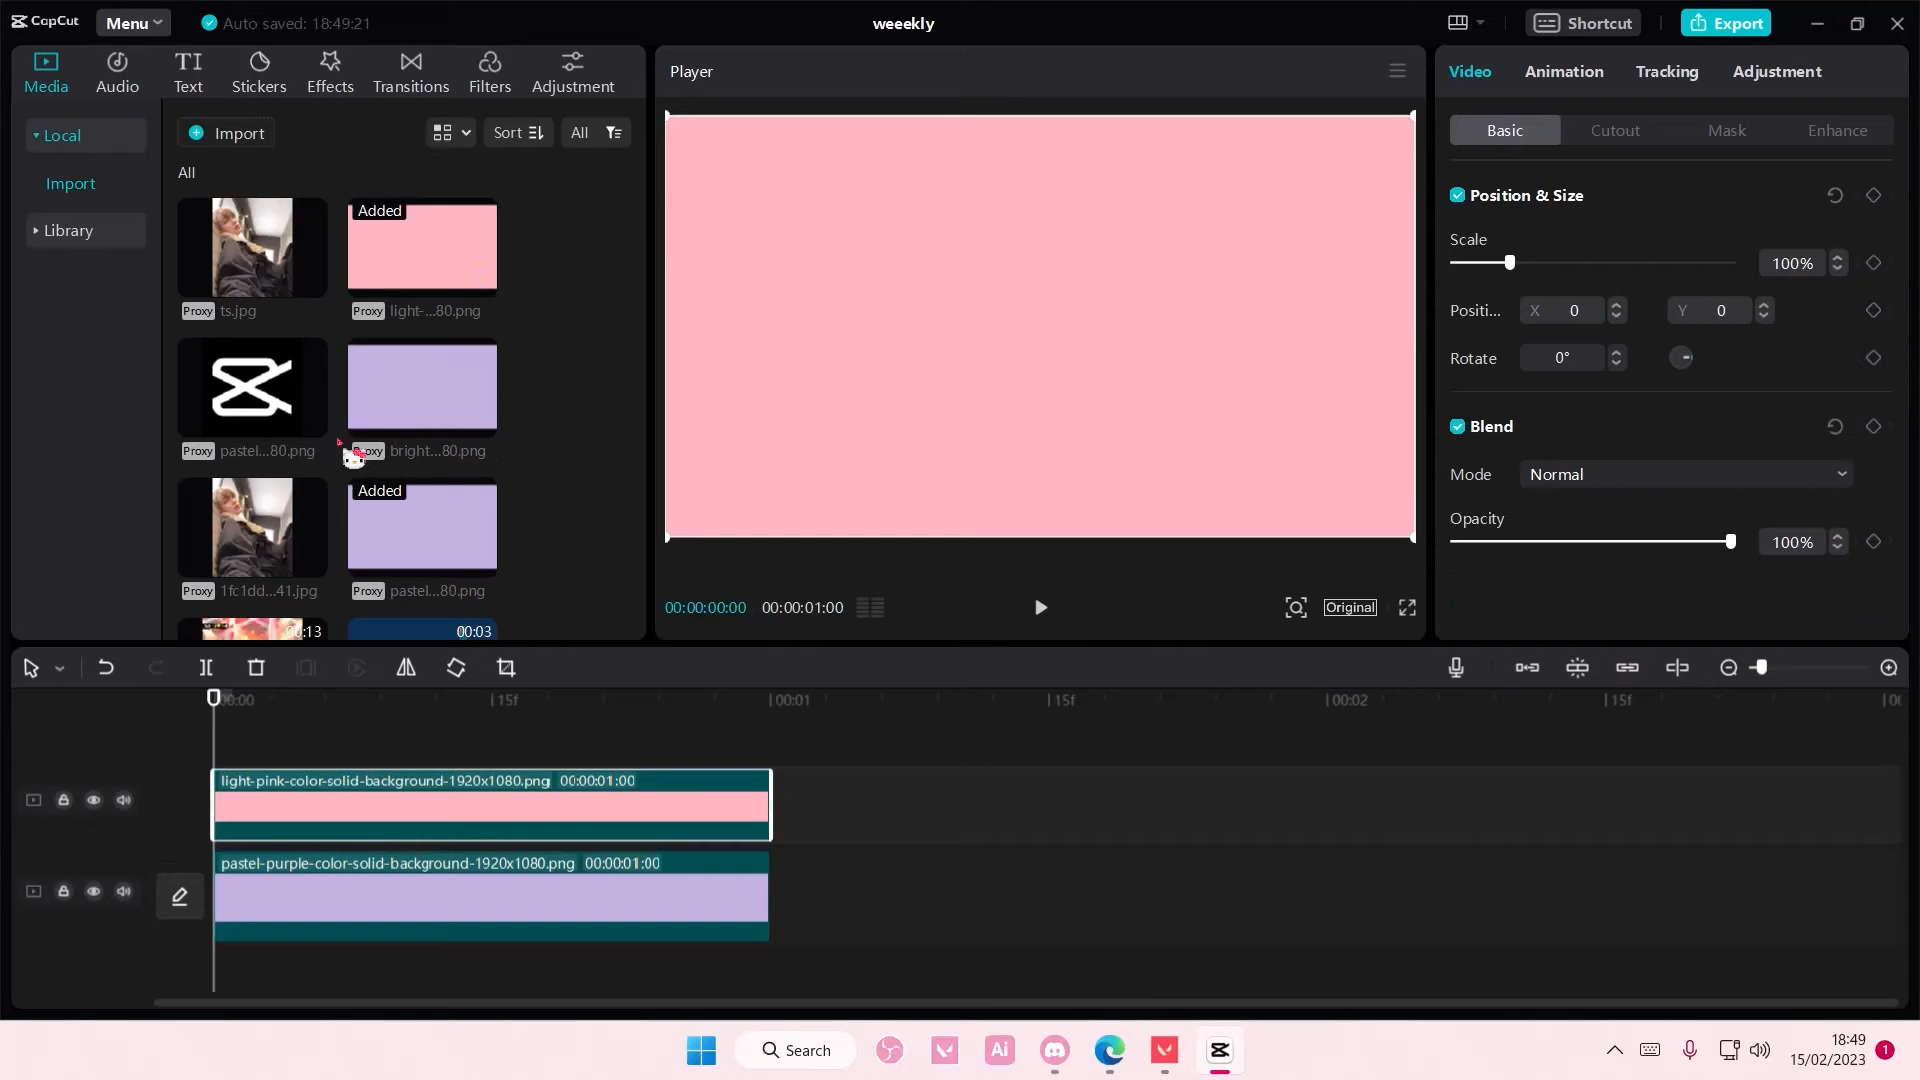 CapCut
Menu
Auto saved: 18:49:21
weeekly
Shortcut
Export
Media
Audio
TI
Text
Stickers
Effects
Transitions
Filters
Adjustment
Local
Import
Library
Import
Sort
All
All
Proxy ts.jpg
Added
Proxy light-...80.png
Proxy pastel...80.png
bright...80.png
Proxy 1fc1dd...41.jpg
Added
Proxy pastel...80.png
00:03
Player
00:00:00:00
00:00:01:00
Original
Video
Animation
Tracking
Adjustment
Basic
Cutout
Mask
Enhance
Position & Size
Scale
100%
Positi...
X 0
Y 0
Rotate
0°
Blend
Mode
Normal
Opacity
100%
00:00
15f
00:01
15f
00:02
15f
light-pink-color-solid-background-1920x1080.png 00:00:01:00
pastel-purple-color-solid-background-1920x1080.png 00:00:01:00
Search
Ai
18:49
15/02/2023
1